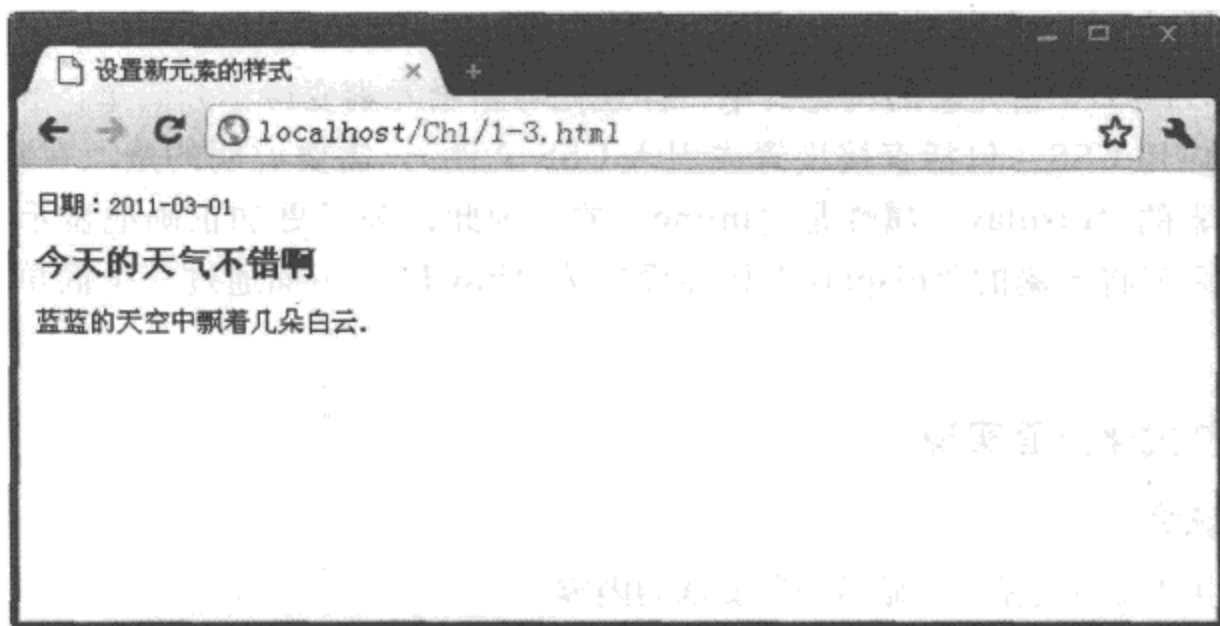 设置新元素的样式
localhost/Ch1/1-3.html
日期：2011-03-01
今天的天气不错啊
蓝蓝的天空中飘着几朵白云.